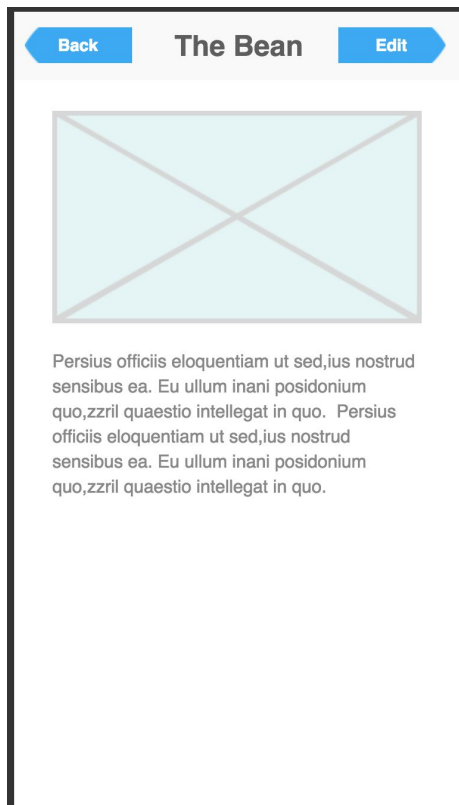 Back
The Bean
Edit
Persius officiis eloquentiam ut sed,ius nostrud
sensibus ea. Eu ullum inani posidonium
quo,zzril quaestio intellegat in quo.  Persius
officiis eloquentiam ut sed,ius nostrud
sensibus ea. Eu ullum inani posidonium
quo,zzril quaestio intellegat in quo.